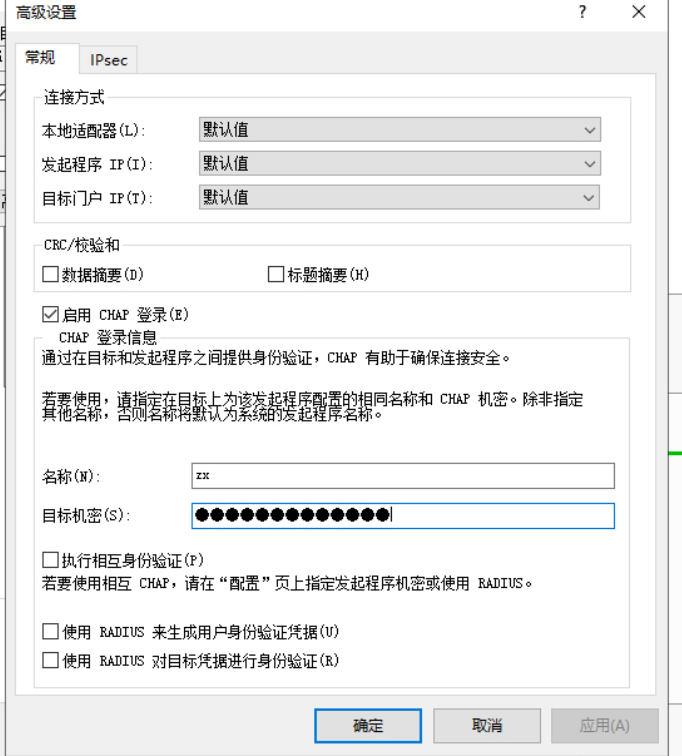 高级设置
?
常规
IPsec
连接方式
本地适配器(L):
默认值
发起程序 IP(I):
默认值
目标门户 IP(T):
默认值
CRC/校验和
数据摘要(D)
标题摘要(H)
启用 CHAP 登录(E)
CHAP 登录信息
通过在目标和发起程序之间提供身份验证，CHAP 有助于确保连接安全。
若要使用，请指定在目标上为该发起程序配置的相同名称和 CHAP 机密。除非指定
其他名称，否则名称将默认为系统的发起程序名称。
名称(N):
zx
目标机密(S):
●●●●●●●●●●●●●
执行相互身份验证(P)
若要使用相互 CHAP，请在“配置”页上指定发起程序机密或使用 RADIUS。
使用 RADIUS 来生成用户身份验证凭据(U)
使用 RADIUS 对目标凭据进行身份验证(R)
确定
取消
应用(A)